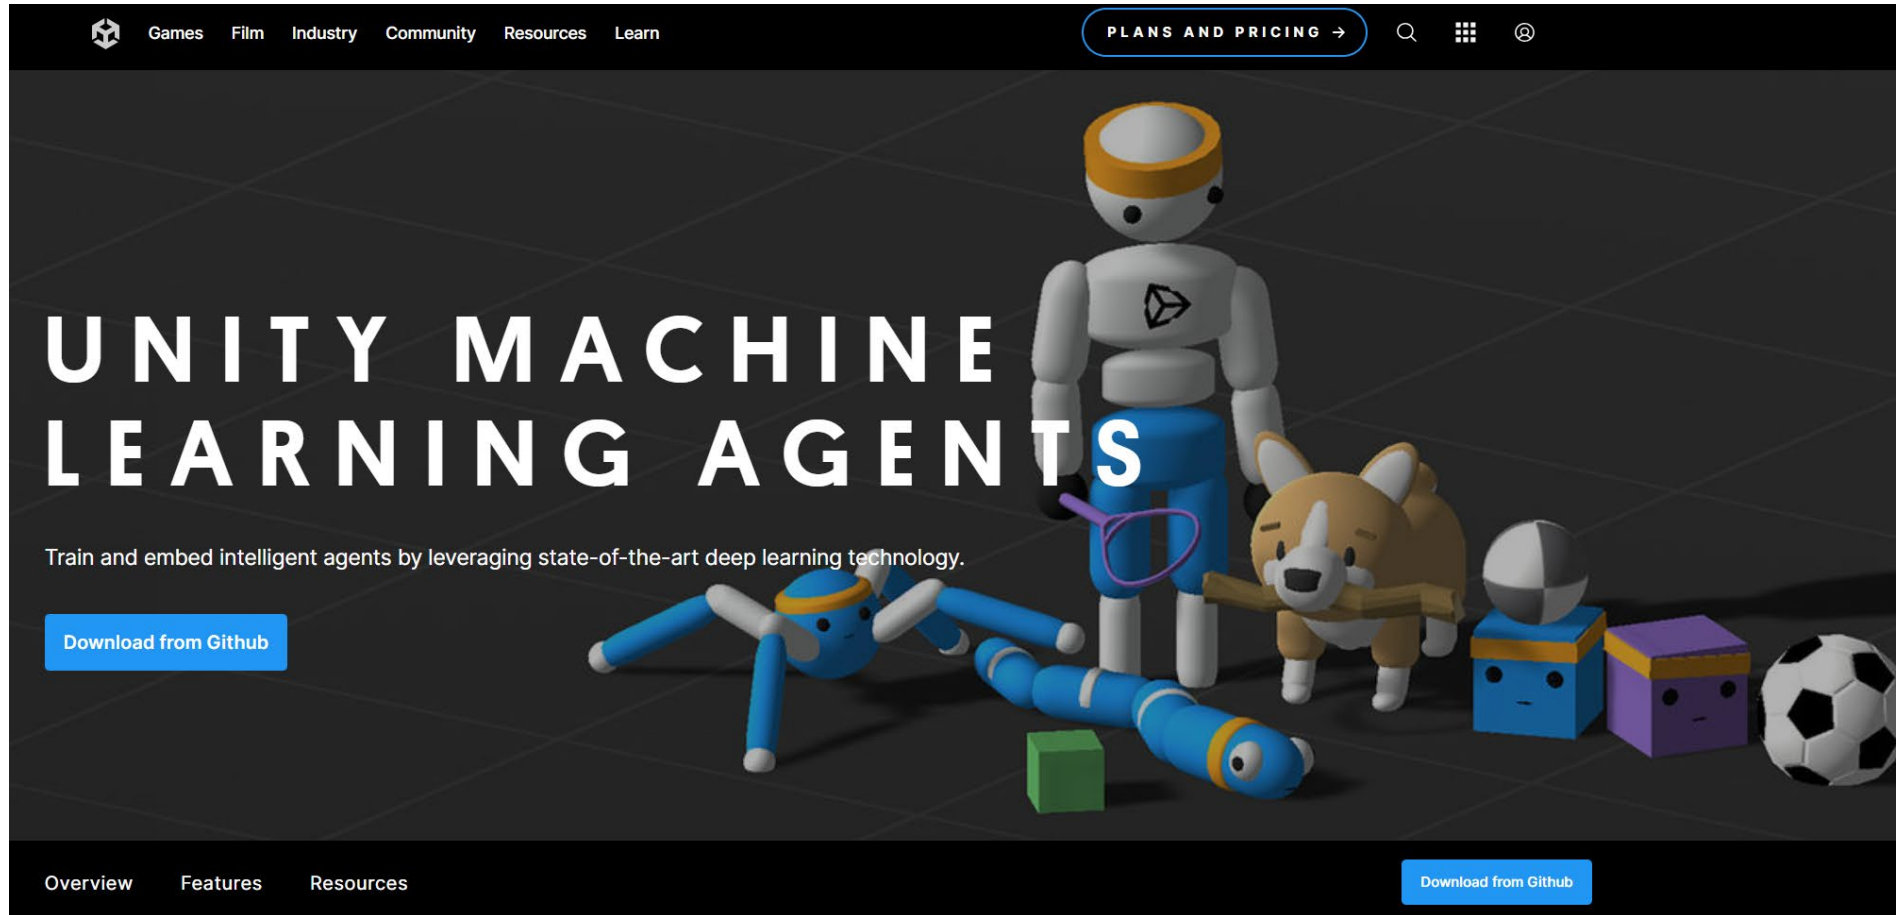 Games Film Industry Community Resources Learn PLANS AND PRICING →
UNITY MACHINE
LEARNING AGENTS
Train and embed intelligent agents by leveraging state-of-the-art deep learning technology.
Download from Github
Overview Features Resources Download from Github